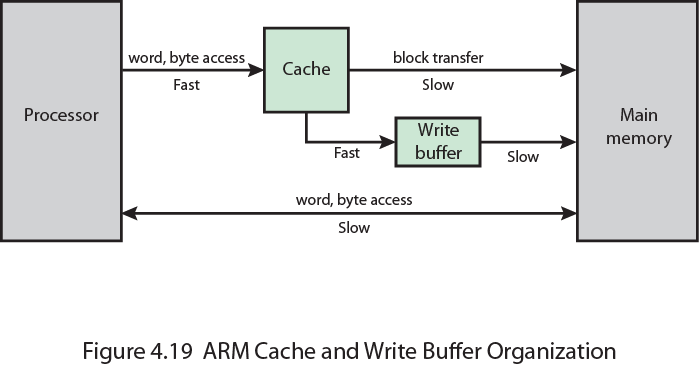 word, byte access
Fast
Cache
block transfer
Slow
Processor
Main
memory
Write
buffer
Fast
Slow
word, byte access
Slow
Figure 4.19 ARM Cache and Write Buffer Organization